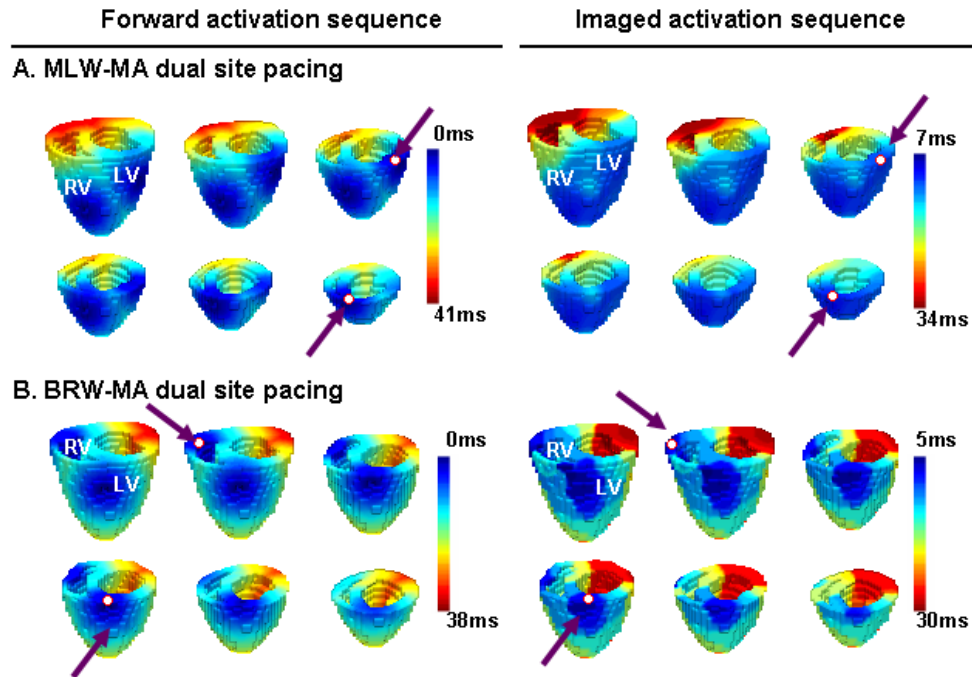 Forward activation sequence
Imaged activation sequence
A. MLW-MA dual site pacing
0ms
7ms
RV
LV
RV
LV
41ms
34ms
B. BRW-MA dual site pacing
0ms
5ms
RV
LV
RV
LV
38ms
30ms